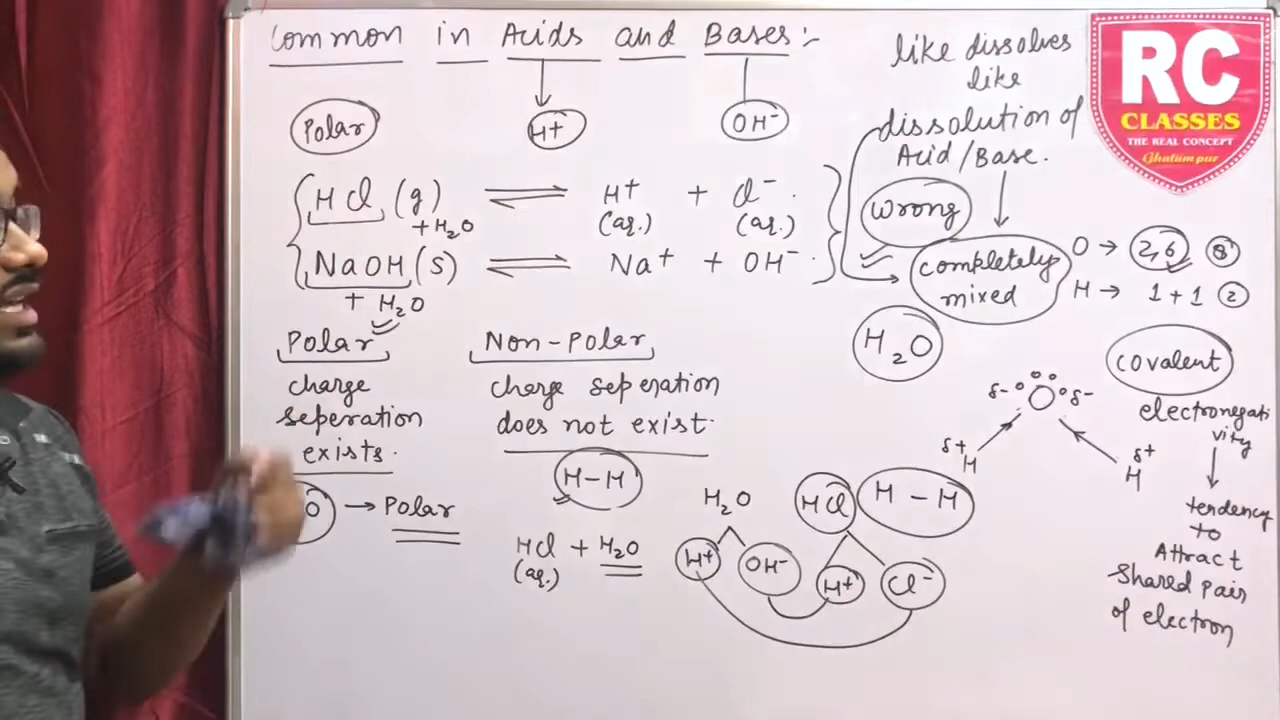 Common in Acids and Bases :-
Polar
H+
OH⁻
HCl (g) + H₂O ⇌ H+ (aq.) + Cl⁻ (aq.)
NaOH (s) + H₂O ⇌ Na+ + OH⁻
Polar
charge
seperation
exists.
O → Polar
Non-Polar
charge seperation
does not exist.
H-H
HCl + H₂O
(aq.)
H₂O
H+
OH⁻
HCl
H+
Cl⁻
H-H
like dissolves
like
dissolution of
Acid/Base.
wrong
completely
mixed
O → 2,6 8
H → 1+1 2
H₂O
covalent
δ- O δ-
δ+
H
δ+
H
electronegati
vity
tendency
to
Attract
shared pair
of electron
RC
CLASSES
THE REAL CONCEPT
Ghatampur